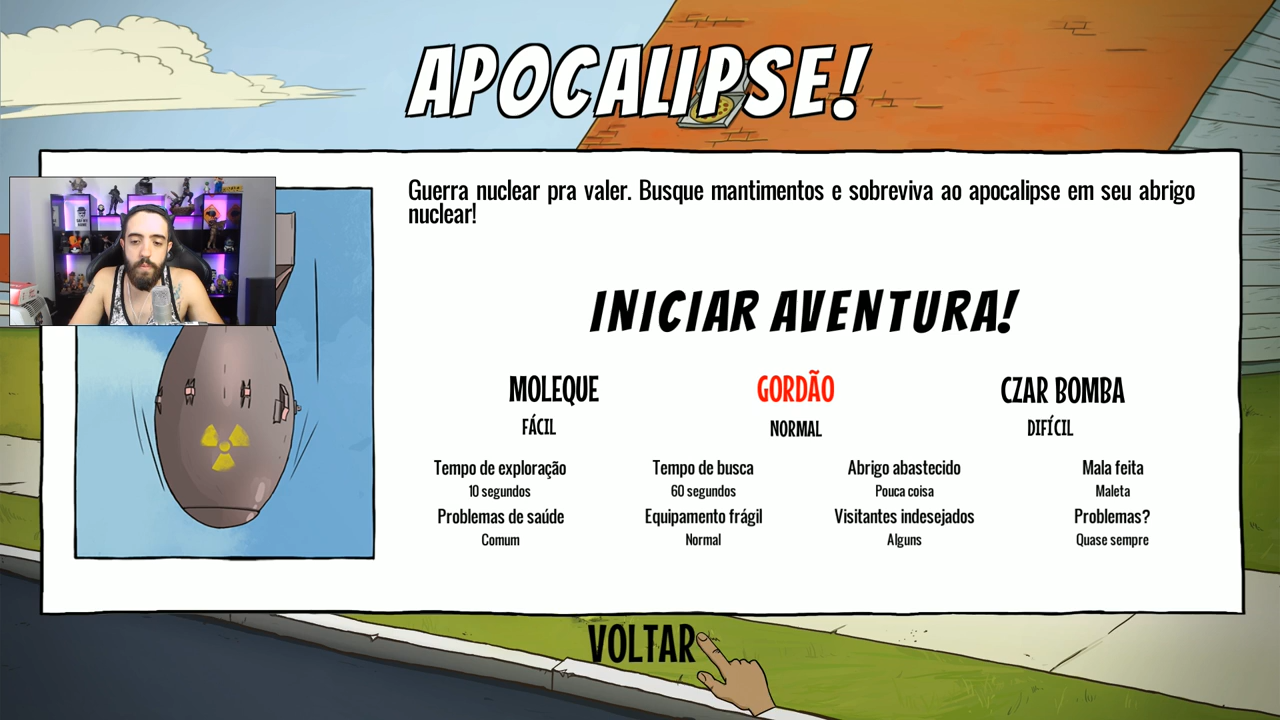 APOCALIPSE!
Guerra nuclear pra valer. Busque mantimentos e sobreviva ao apocalipse em seu abrigo
nuclear!
INICIAR AVENTURA!
MOLEQUE GORDÃO CZAR BOMBA
FÁCIL NORMAL DIFÍCIL
Tempo de exploração Tempo de busca Abrigo abastecido Mala feita
10 segundos 60 segundos Pouca coisa Maleta
Problemas de saúde Equipamento frágil Visitantes indesejados Problemas?
Comum Normal Alguns Quase sempre
VOLTAR